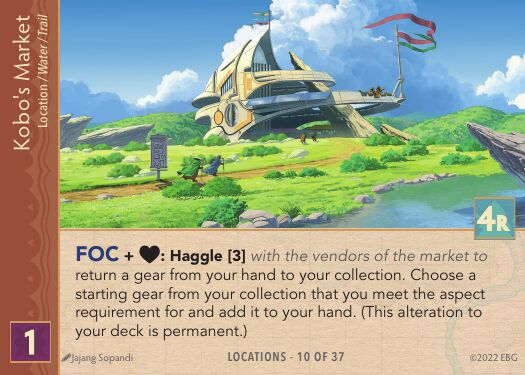 Kobo's Market
Location / Water / Trail
4R
FOC + ♥: Haggle [3] with the vendors of the market to
return a gear from your hand to your collection. Choose a
starting gear from your collection that you meet the aspect
requirement for and add it to your hand. (This alteration to
your deck is permanent.)
1
Jajang Sopandi
LOCATIONS - 10 OF 37
©2022 EBG